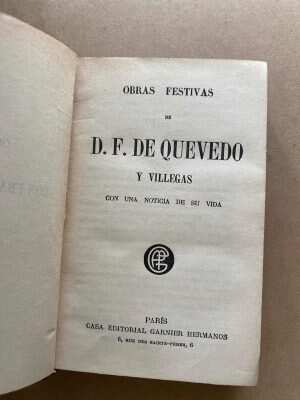 OBRAS FESTIVAS
DE
D. F. DE QUEVEDO
Y VILLEGAS
CON UNA NOTICIA DE SU VIDA
PARÍS
CASA EDITORIAL GARNIER HERMANOS
6, RUE DES SAINTS-PÈRES, 6